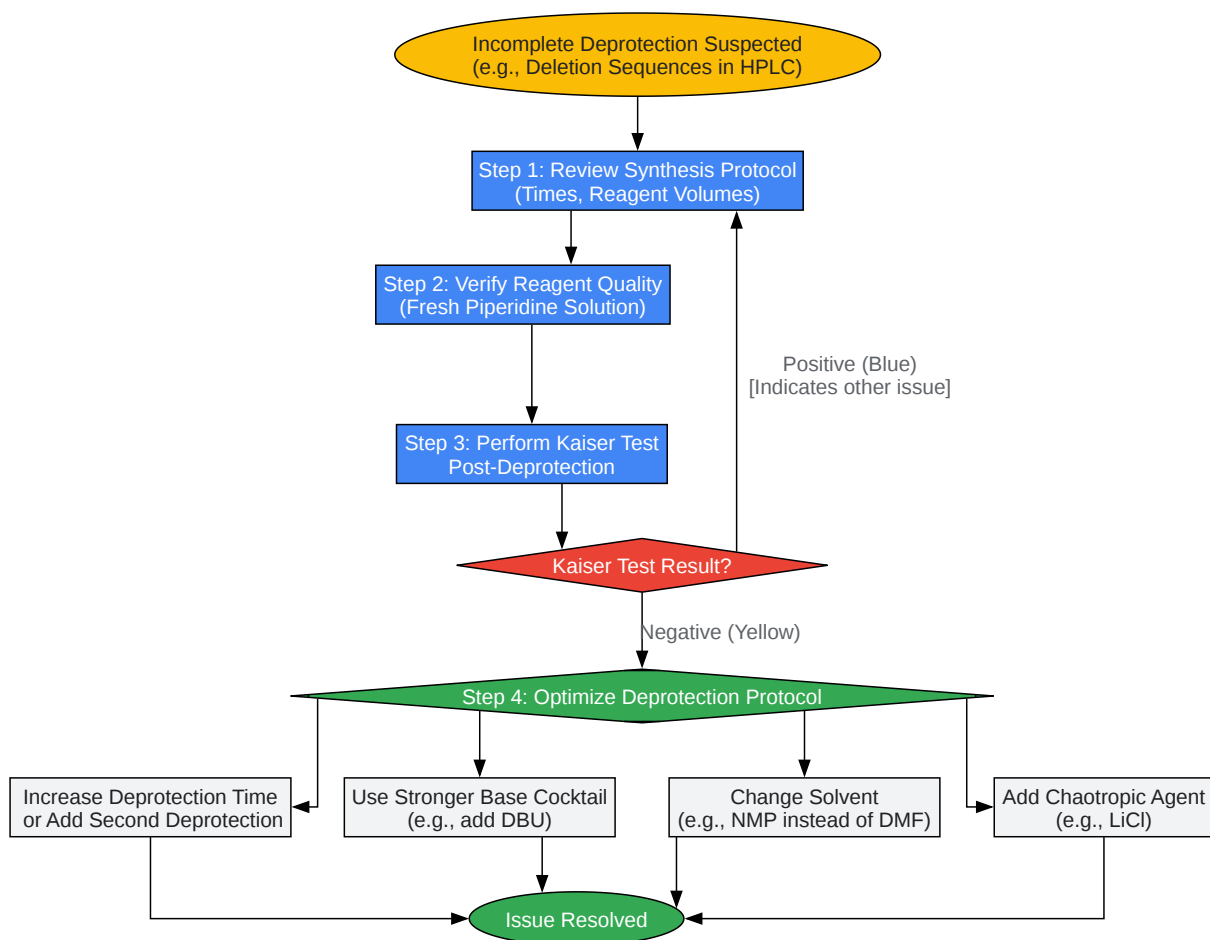 Incomplete Deprotection Suspected
(e.g., Deletion Sequences in HPLC)
Step 1: Review Synthesis Protocol
(Times, Reagent Volumes)
Step 2: Verify Reagent Quality
(Fresh Piperidine Solution)
Positive (Blue)
[Indicates other issue]
Step 3: Perform Kaiser Test
Post-Deprotection
Kaiser Test Result?
Negative (Yellow)
Step 4: Optimize Deprotection Protocol
Increase Deprotection Time
or Add Second Deprotection
Use Stronger Base Cocktail
(e.g., add DBU)
Change Solvent
(e.g., NMP instead of DMF)
Add Chaotropic Agent
(e.g., LiCl)
Issue Resolved